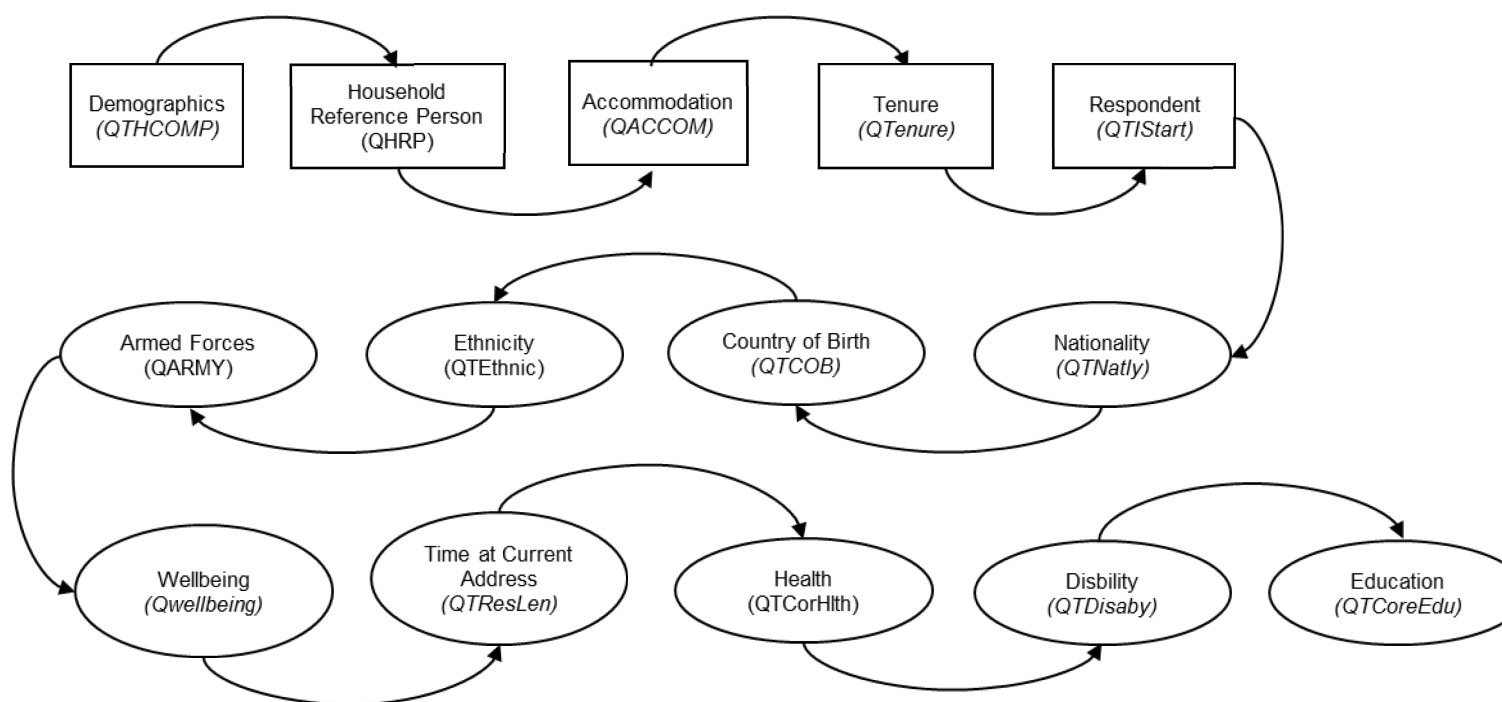 Demographics
(QTHCOMP)
Household
Reference Person
(QHRP)
Accommodation
(QACCOM)
Tenure
(QTenure)
Respondent
(QTIStart)
Armed Forces
(QARMY)
Ethnicity
(QTEthnic)
Country of Birth
(QTCOB)
Nationality
(QTNatly)
Wellbeing
(Qwellbeing)
Time at Current
Address
(QTResLen)
Health
(QTCorHlth)
Disbility
(QTDisaby)
Education
(QTCoreEdu)